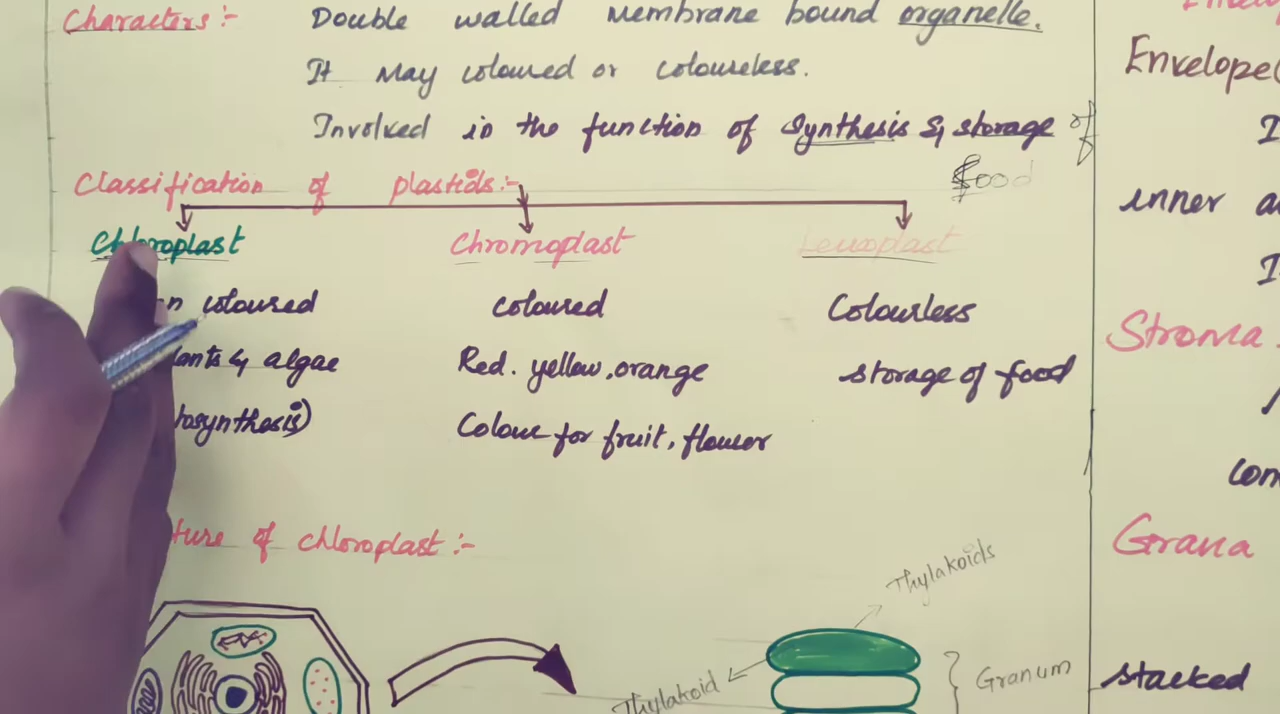 Characters:- Double walled membrane bound organelle.
It may coloured or colourless.
Involved in the function of synthesis & storage of
food
Classification of plastids:-
Chloroplast Chromoplast Leucoplast
coloured coloured Colourless
& algae Red. yellow, orange storage of food
Colour for fruit, flower
of chloroplast:-
Thylakoids
Thylakoid
Granum
Envelope
inner
Stroma
Grana
stacked